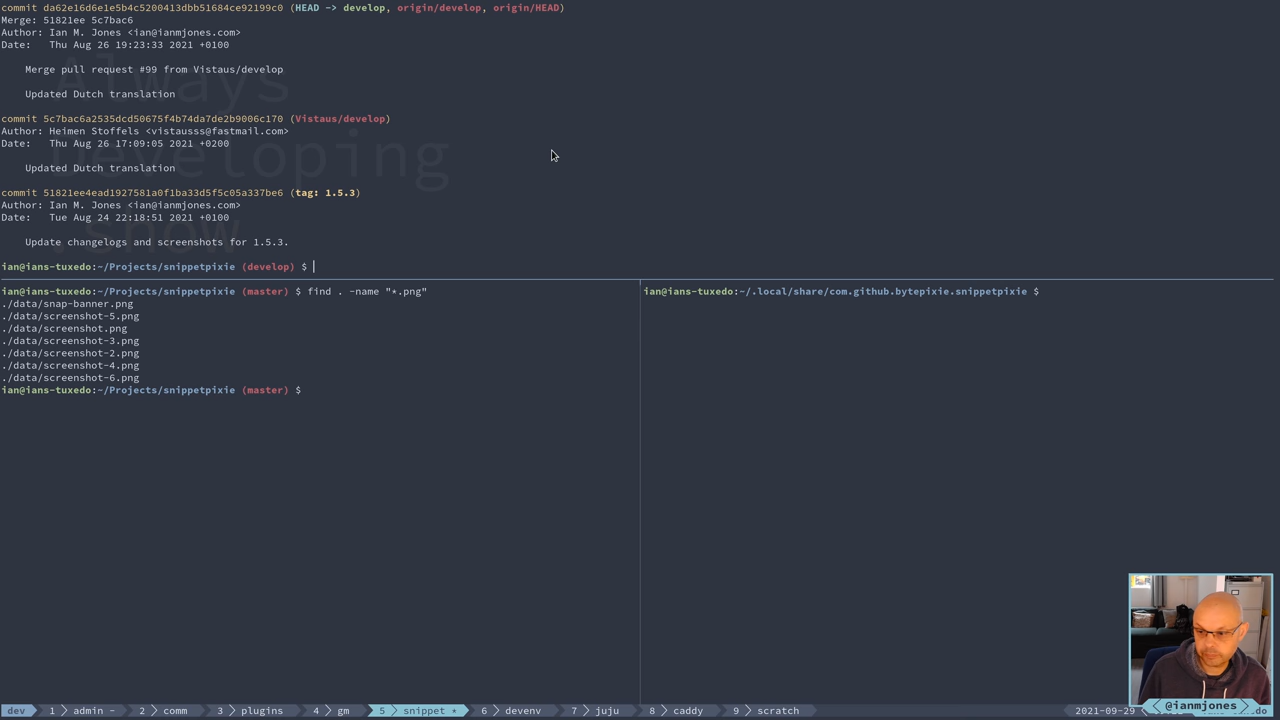 commit da62e16d6e1e5b4c5200413dbb51684ce92199c0 (HEAD -> develop, origin/develop, origin/HEAD)
Merge: 51821ee 5c7bac6
Author: Ian M. Jones <ian@ianmjones.com>
Date:   Thu Aug 26 19:23:33 2021 +0100
    Merge pull request #99 from Vistaus/develop
Always
    Updated Dutch translation
commit 5c7bac6a2535dcd50675f4b74da7de2b9006c170 (Vistaus/develop)
Author: Heimen Stoffels <vistausss@fastmail.com>
Date:   Thu Aug 26 17:09:05 2021 +0200
Developing
    Updated Dutch translation
commit 51821ee4ead1927581a0f1ba33d5f5c05a337be6 (tag: 1.5.3)
Author: Ian M. Jones <ian@ianmjones.com>
Date:   Tue Aug 24 22:18:51 2021 +0100
    Update changelogs and screenshots for 1.5.3.
ian@ians-tuxedo:~/Projects/snippetpixie (develop) $
ian@ians-tuxedo:~/Projects/snippetpixie (master) $ find . -name "*.png"
./data/snap-banner.png
./data/screenshot-5.png
./data/screenshot.png
./data/screenshot-3.png
./data/screenshot-2.png
./data/screenshot-4.png
./data/screenshot-6.png
ian@ians-tuxedo:~/Projects/snippetpixie (master) $
ian@ians-tuxedo:~/.local/share/com.github.bytepixie.snippetpixie $
dev 1 > admin - 2 > comm 3 > plugins 4 > gm 5 > snippet * 6 > devenv 7 > juju 8 > caddy 9 > scratch 2021-09-29
<@ianmjones>